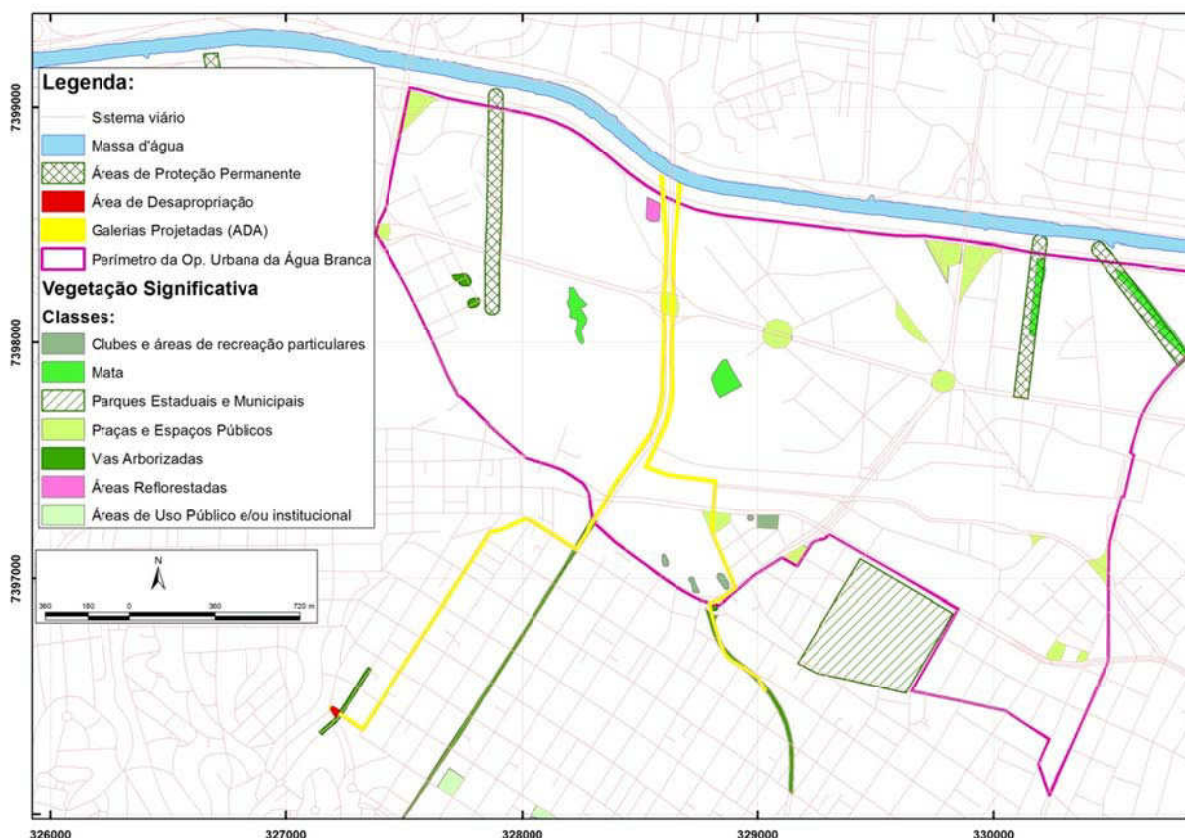 Legenda:
Sistema viário
Massa d'água
Áreas de Proteção Permanente
Área de Desapropriação
Galerias Projetadas (ADA)
Perímetro da Op. Urbana da Água Branca
Vegetação Significativa
Classes:
Clubes e áreas de recreação particulares
Mata
Parques Estaduais e Municipais
Praças e Espaços Públicos
Vias Arborizadas
Áreas Reflorestadas
Áreas de Uso Público e/ou institucional
N
360 180 0 360 720 m
7399000
7398000
7397000
326000 327000 328000 329000 330000